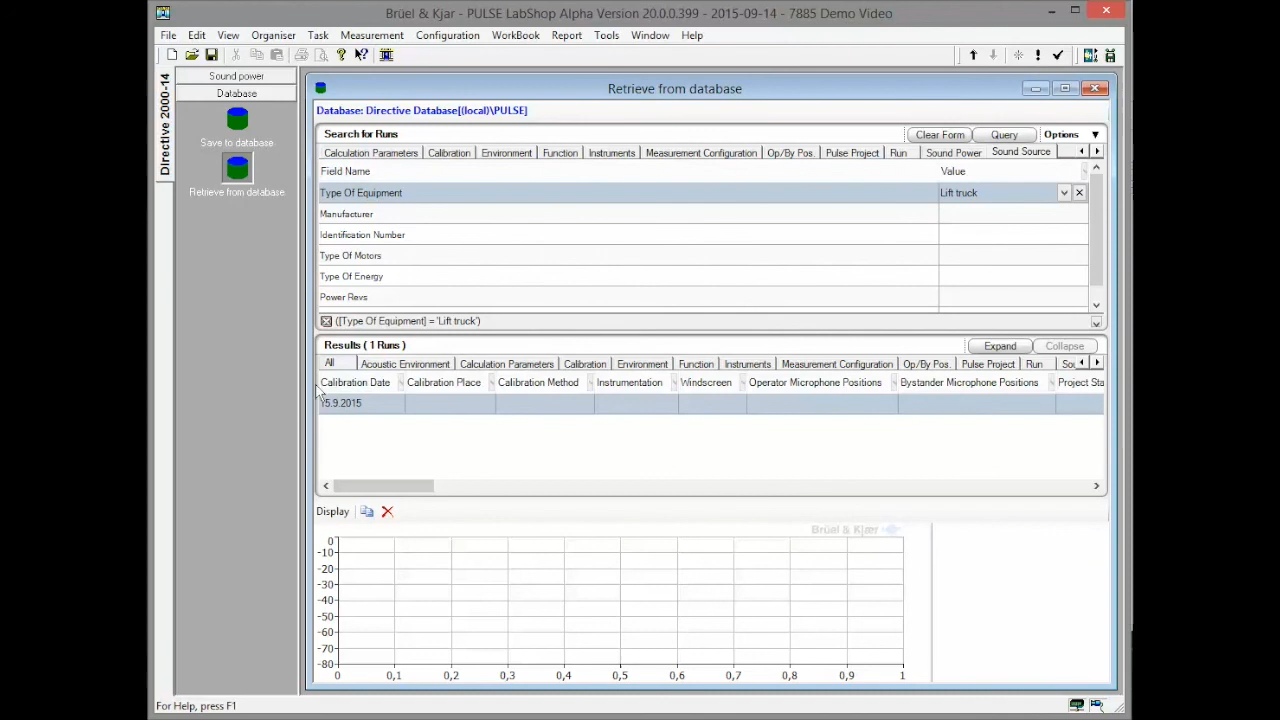 Brüel & Kjar - PULSE LabShop Alpha Version 20.0.0.399 - 2015-09-14 - 7885 Demo Video
File Edit View Organiser Task Measurement Configuration WorkBook Report Tools Window Help
Directive 2000-14
Sound power
Database
Save to database
Retrieve from database
Retrieve from database
Database: Directive Database[(local)\PULSE]
Search for Runs Clear Form Query Options
Calculation Parameters Calibration Environment Function Instruments Measurement Configuration Op/By Pos. Pulse Project Run Sound Power Sound Source
Field Name Value
Type Of Equipment Lift truck
Manufacturer
Identification Number
Type Of Motors
Type Of Energy
Power Revs
([Type Of Equipment] = 'Lift truck')
Results ( 1 Runs ) Expand Collapse
All Acoustic Environment Calculation Parameters Calibration Environment Function Instruments Measurement Configuration Op/By Pos. Pulse Project Run Sou
Calibration Date Calibration Place Calibration Method Instrumentation Windscreen Operator Microphone Positions Bystander Microphone Positions Project Sta
15.9.2015
Display
Brüel & Kjær
0
-10
-20
-30
-40
-50
-60
-70
-80
0 0,1 0,2 0,3 0,4 0,5 0,6 0,7 0,8 0,9 1
For Help, press F1